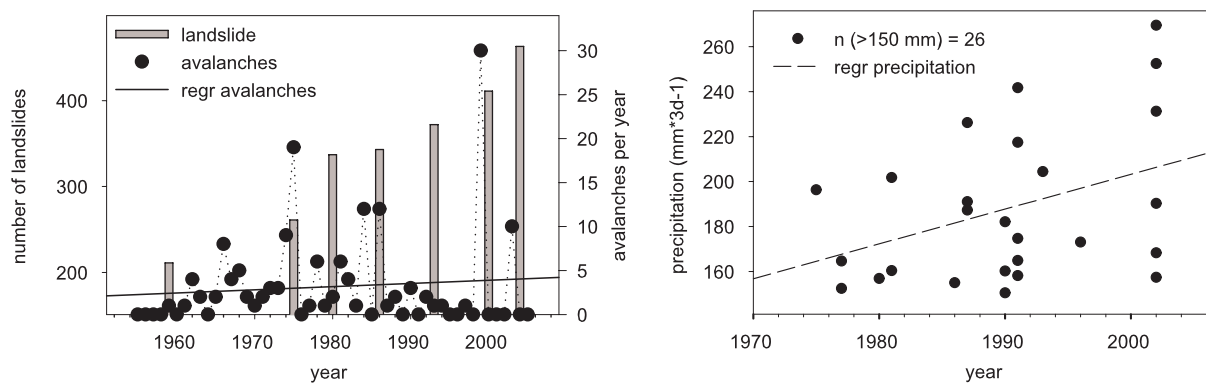 landslide
avalanches
regr avalanches
number of landslides
400
300
200
30
25
20
15
10
5
0
avalanches per year
1960 1970 1980 1990 2000
year
n (>150 mm) = 26
regr precipitation
precipitation (mm*3d-1)
260
240
220
200
180
160
1970 1980 1990 2000
year